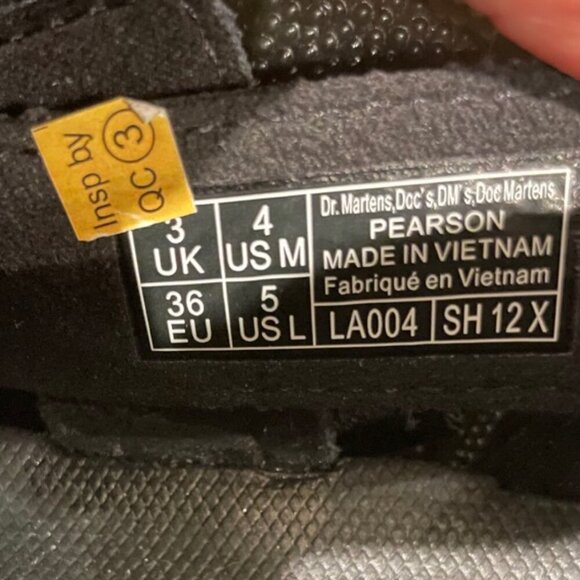 Insp by
QC 3
3 UK
4 US M
36 EU
5 US L
Dr. Martens,Doc's,DM's,Doc Martens
PEARSON
MADE IN VIETNAM
Fabriqué en Vietnam
LA004
SH 12 X